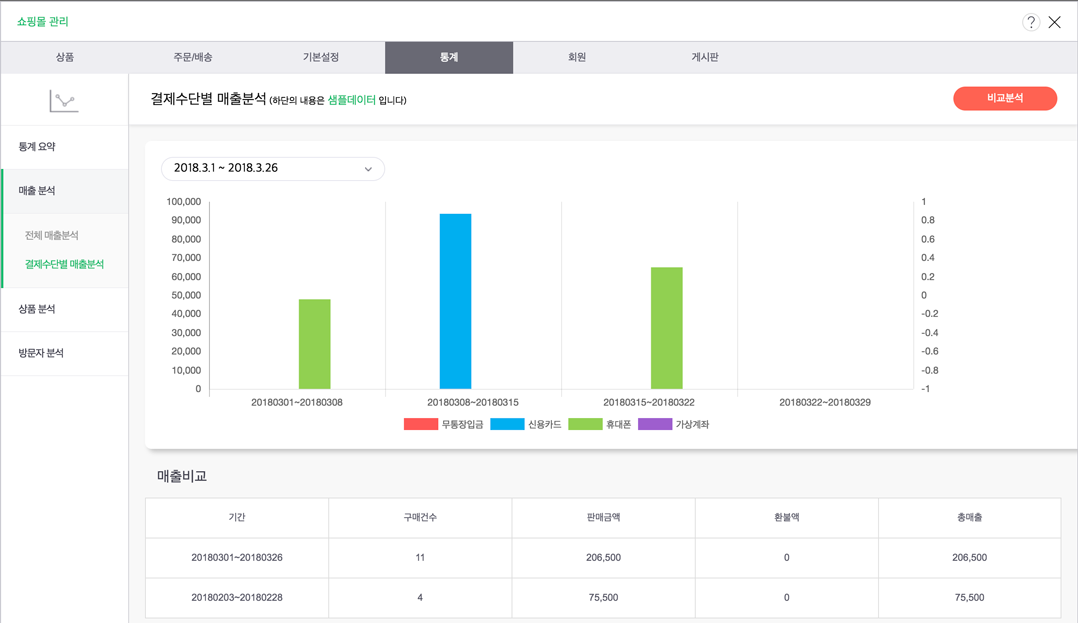 쇼핑몰 관리
?
상품 주문/배송 기본설정 통계 회원 게시판
통계 요약
매출 분석
전체 매출분석
결제수단별 매출분석
상품 분석
방문자 분석
결제수단별 매출분석 (하단의 내용은 샘플데이터 입니다)
비교분석
2018.3.1 ~ 2018.3.26
100,000 1
90,000 0.8
80,000 0.6
70,000 0.4
60,000 0.2
50,000 0
40,000 -0.2
30,000 -0.4
20,000 -0.6
10,000 -0.8
0 -1
20180301~20180308 20180308~20180315 20180315~20180322 20180322~20180329
무통장입금 신용카드 휴대폰 가상계좌
매출비교
기간 구매건수 판매금액 환불액 총매출
20180301~20180326 11 206,500 0 206,500
20180203~20180228 4 75,500 0 75,500